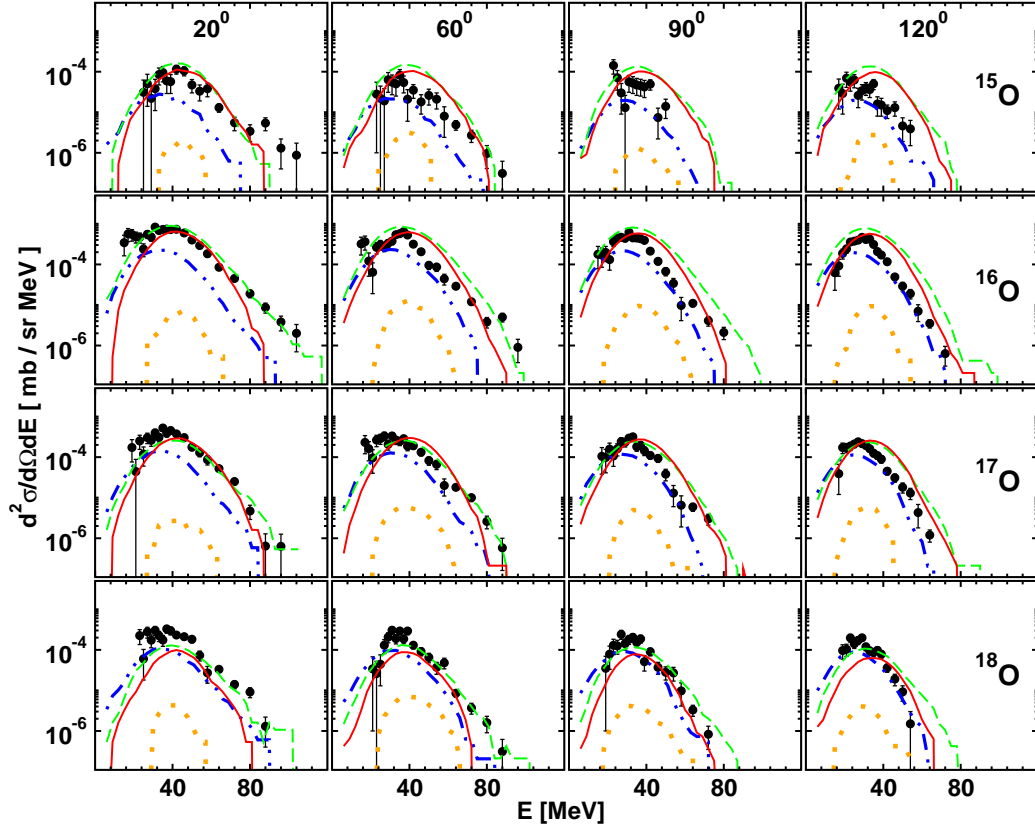 20⁰ 60⁰ 90⁰ 120⁰
10⁻⁴
10⁻⁶
¹⁵O
10⁻⁴
10⁻⁶
¹⁶O
10⁻⁴
10⁻⁶
¹⁷O
10⁻⁴
10⁻⁶
¹⁸O
d²σ/dΩdE [ mb / sr MeV ]
40 80 40 80 40 80 40 80
E [MeV]